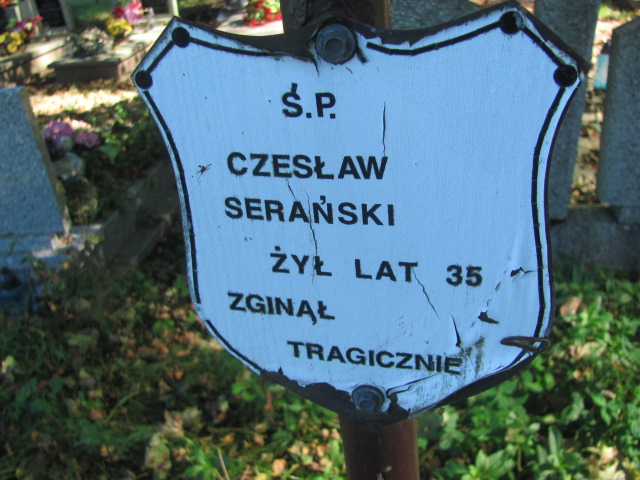 Ś.P.
CZESŁAW
SERAŃSKI
ŻYŁ LAT 35
ZGINĄŁ
TRAGICZNIE